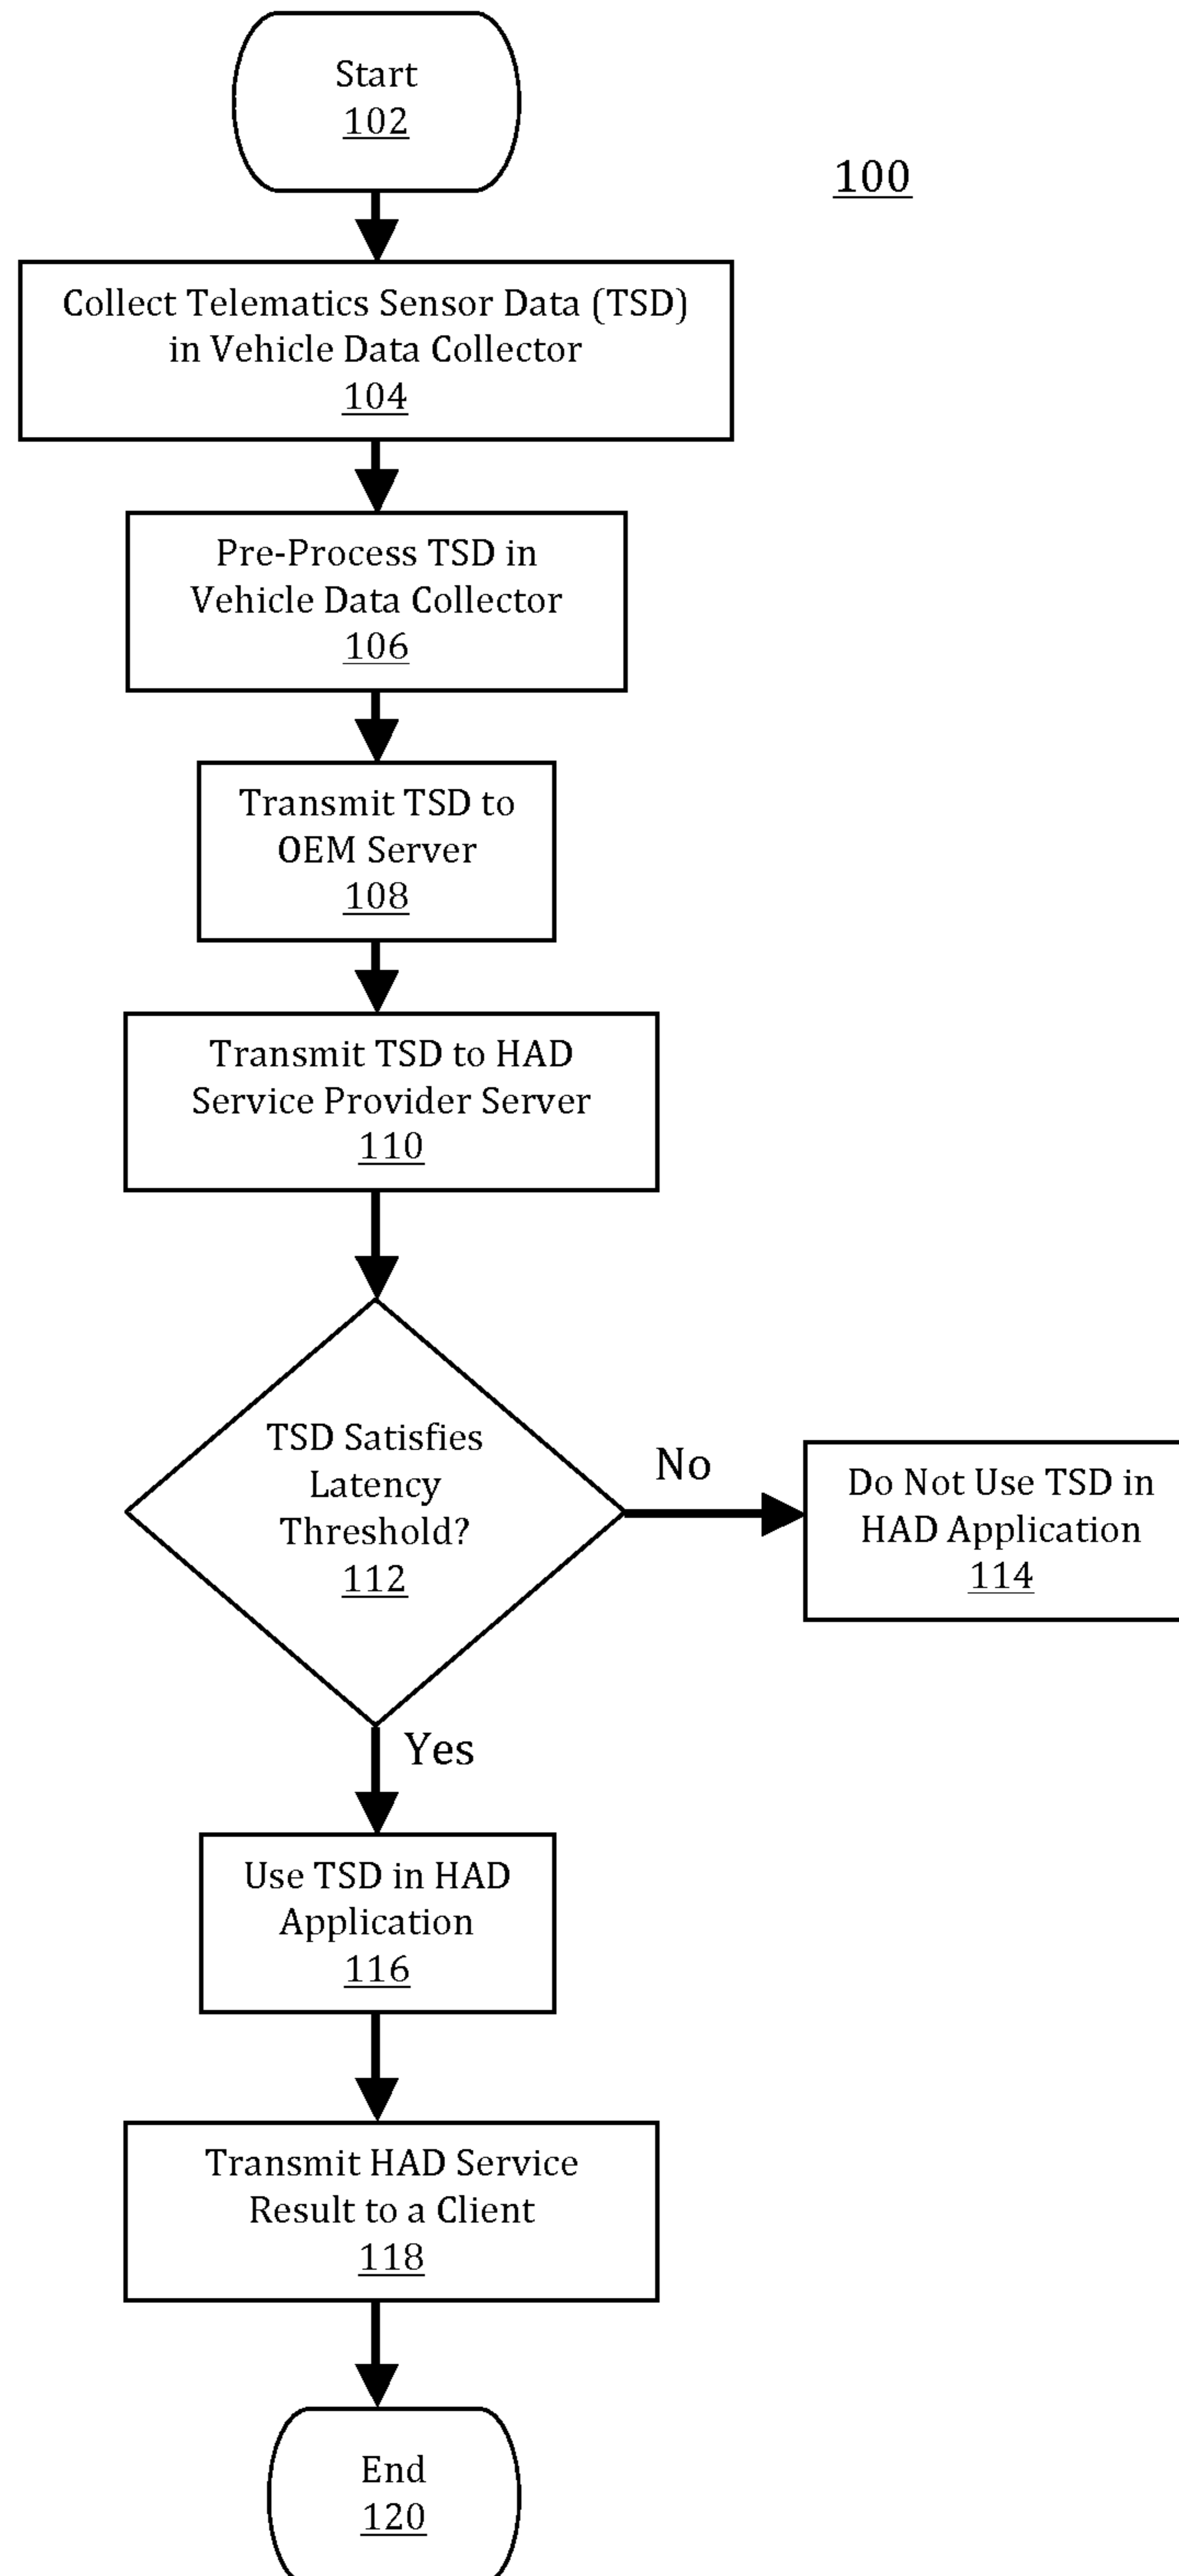 Start
102
100
Collect Telematics Sensor Data (TSD)
in Vehicle Data Collector
104
Pre-Process TSD in
Vehicle Data Collector
106
Transmit TSD to
OEM Server
108
Transmit TSD to HAD
Service Provider Server
110
TSD Satisfies
Latency
Threshold?
112
No
Do Not Use TSD in
HAD Application
114
Yes
Use TSD in HAD
Application
116
Transmit HAD Service
Result to a Client
118
End
120